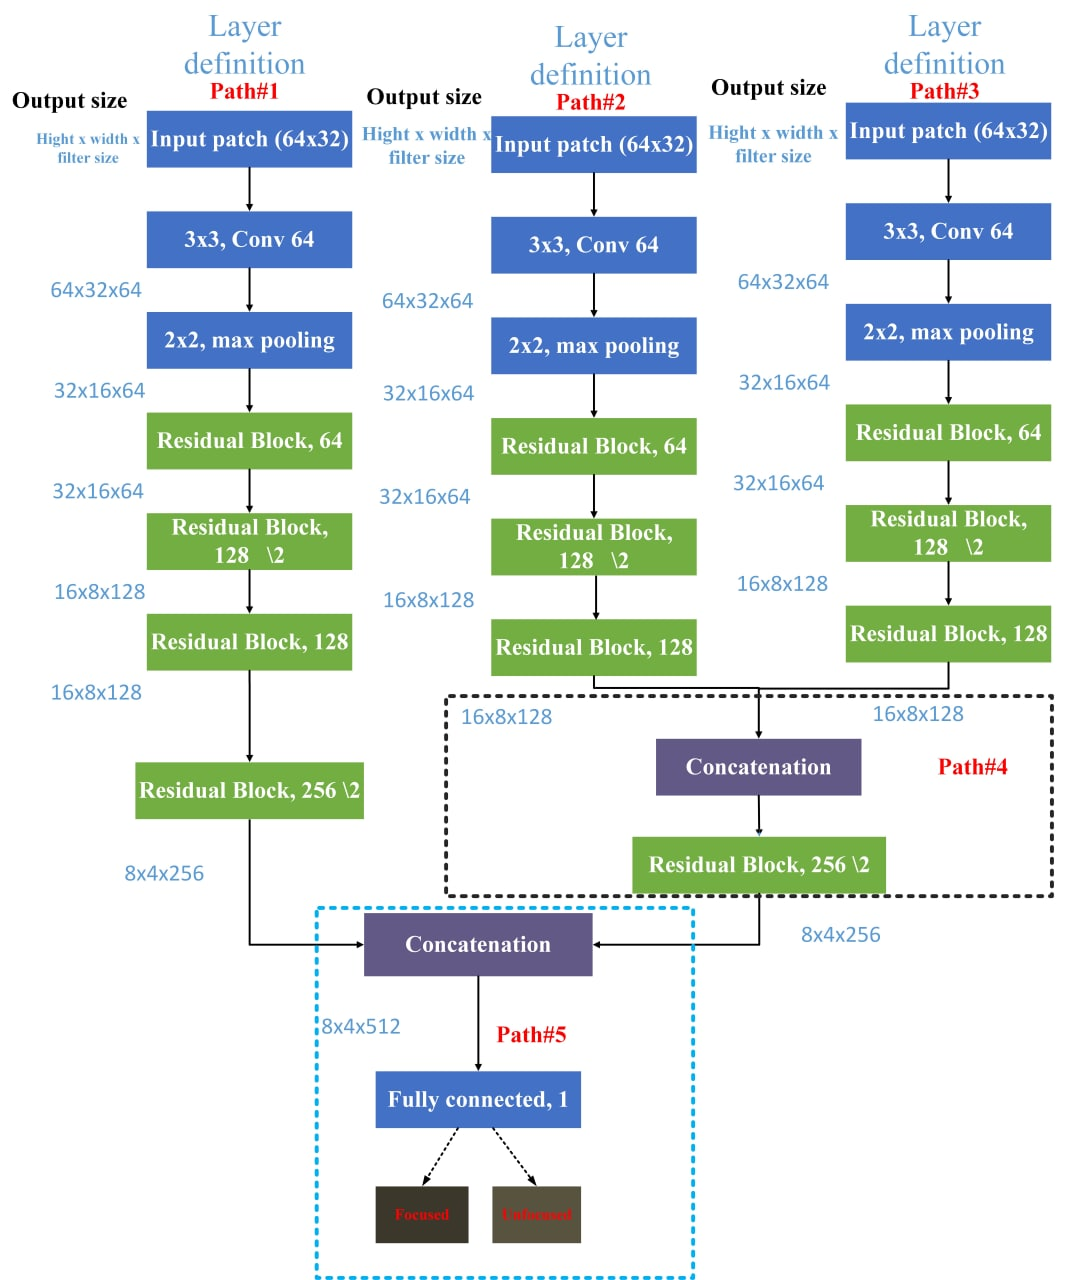 Layer
definition
Path#1
Output size
Hight x width x
filter size
Input patch (64x32)
3x3, Conv 64
64x32x64
2x2, max pooling
32x16x64
Residual Block, 64
32x16x64
Residual Block,
128 \2
16x8x128
Residual Block, 128
16x8x128
Residual Block, 256 \2
8x4x256
Layer
definition
Path#2
Output size
Hight x width x
filter size
Input patch (64x32)
3x3, Conv 64
64x32x64
2x2, max pooling
32x16x64
Residual Block, 64
32x16x64
Residual Block,
128 \2
16x8x128
Residual Block, 128
16x8x128
Layer
definition
Path#3
Output size
Hight x width x
filter size
Input patch (64x32)
3x3, Conv 64
64x32x64
2x2, max pooling
32x16x64
Residual Block, 64
32x16x64
Residual Block,
128 \2
16x8x128
Residual Block, 128
16x8x128
Concatenation
Path#4
Residual Block, 256 \2
8x4x256
Concatenation
8x4x512
Path#5
Fully connected, 1
Focused
Unfocused